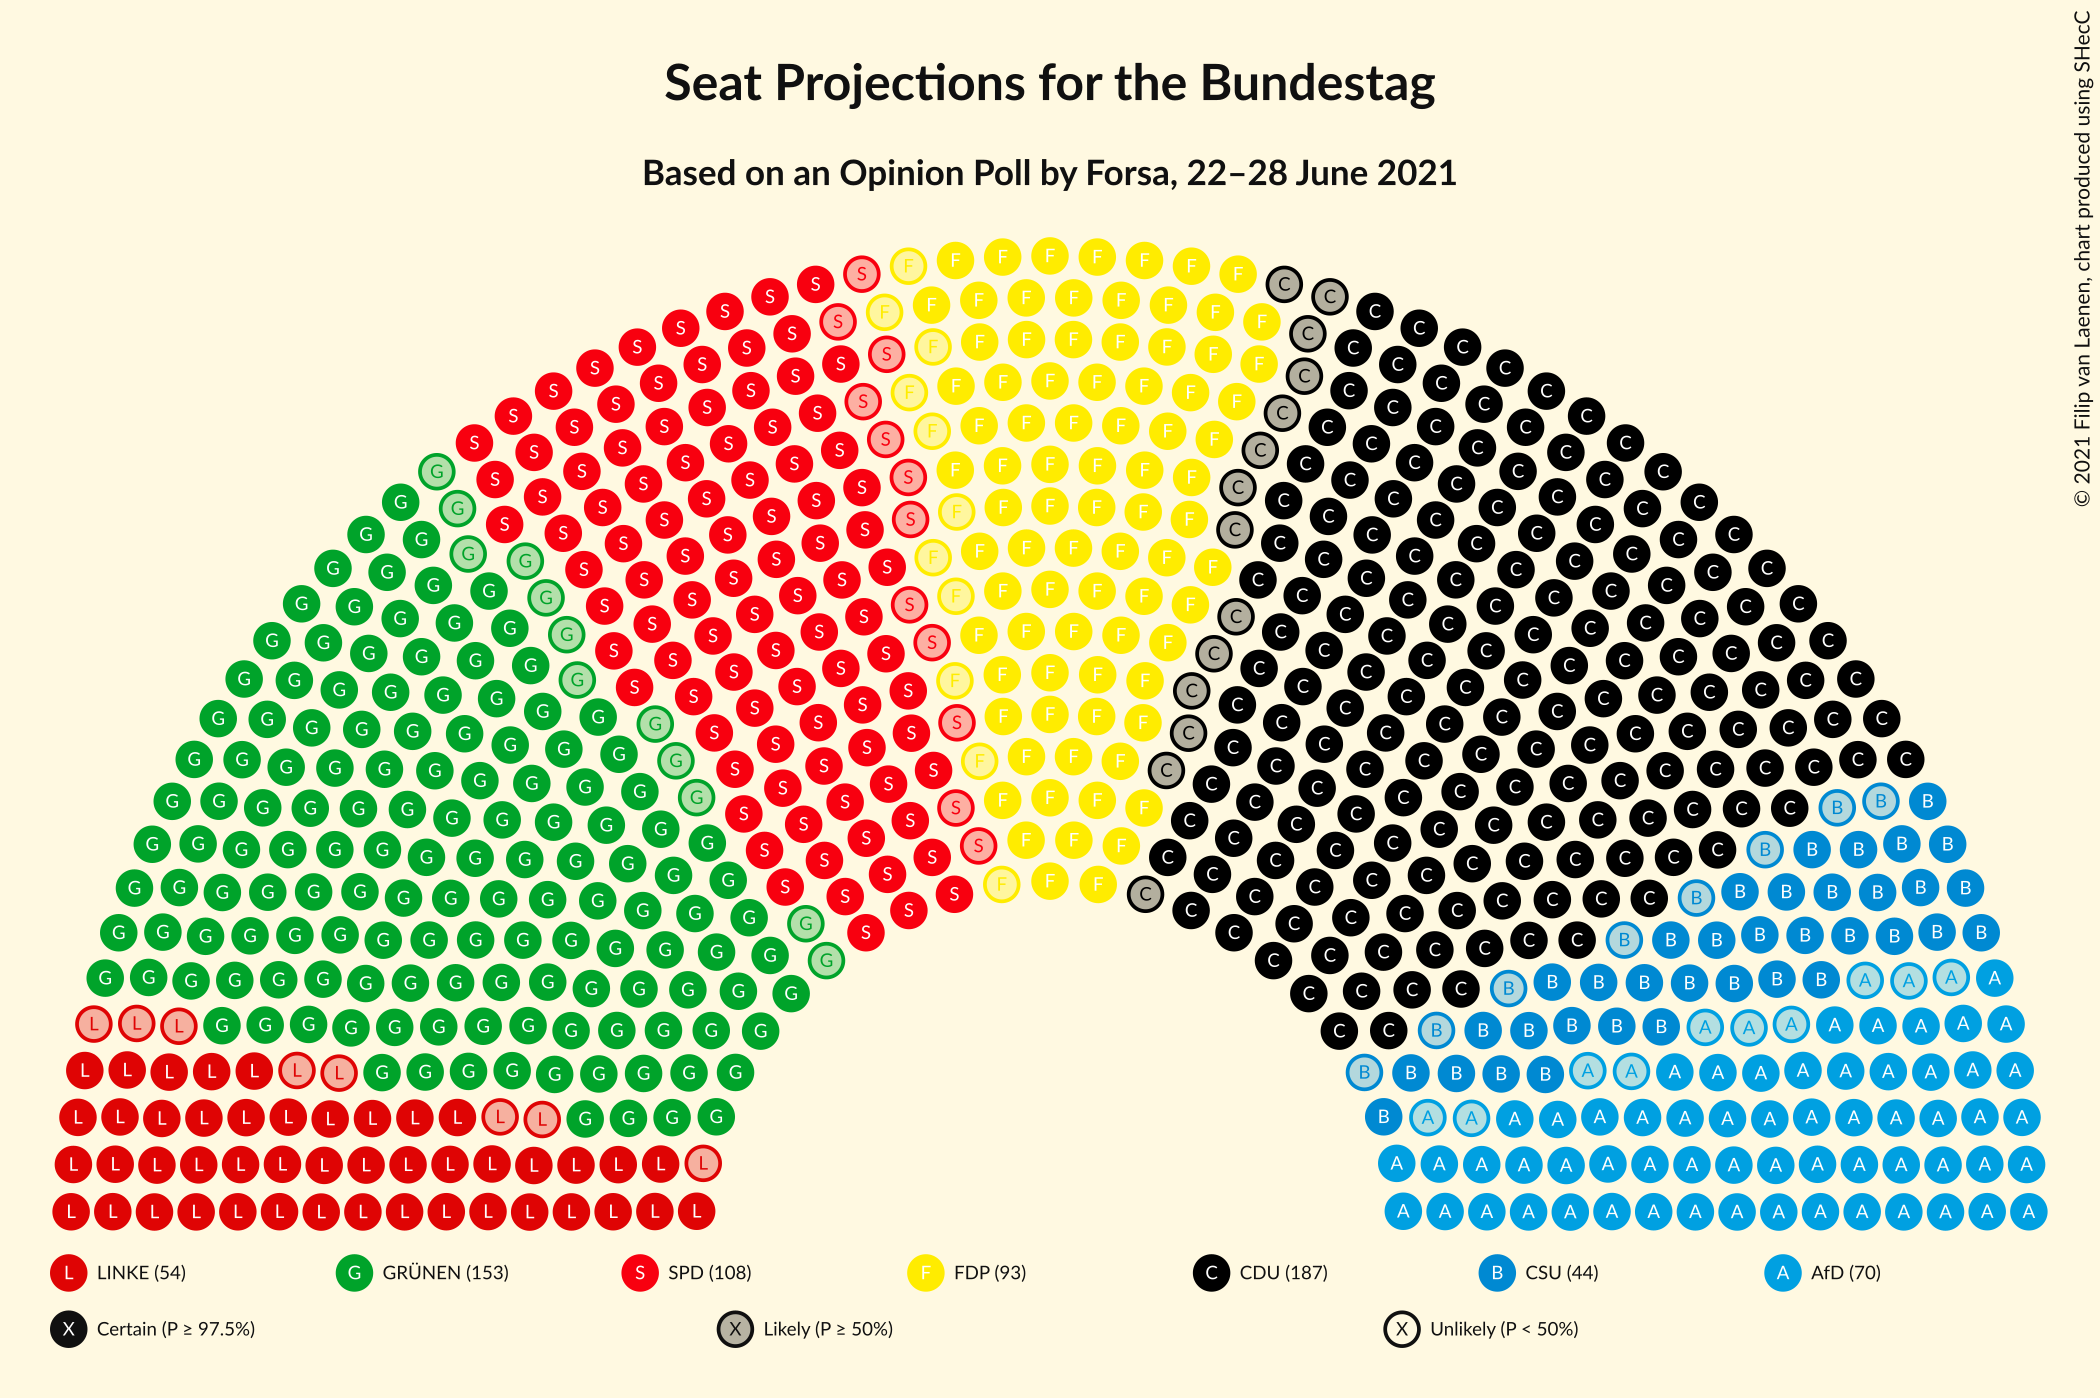 Seat Projections for the Bundestag
Based on an Opinion Poll by Forsa, 22–28 June 2021
© 2021 Filip van Laenen, chart produced using SHecC
L LINKE (54)
G GRÜNEN (153)
S SPD (108)
F FDP (93)
C CDU (187)
B CSU (44)
A AfD (70)
X Certain (P ≥ 97.5%)
X Likely (P ≥ 50%)
X Unlikely (P < 50%)